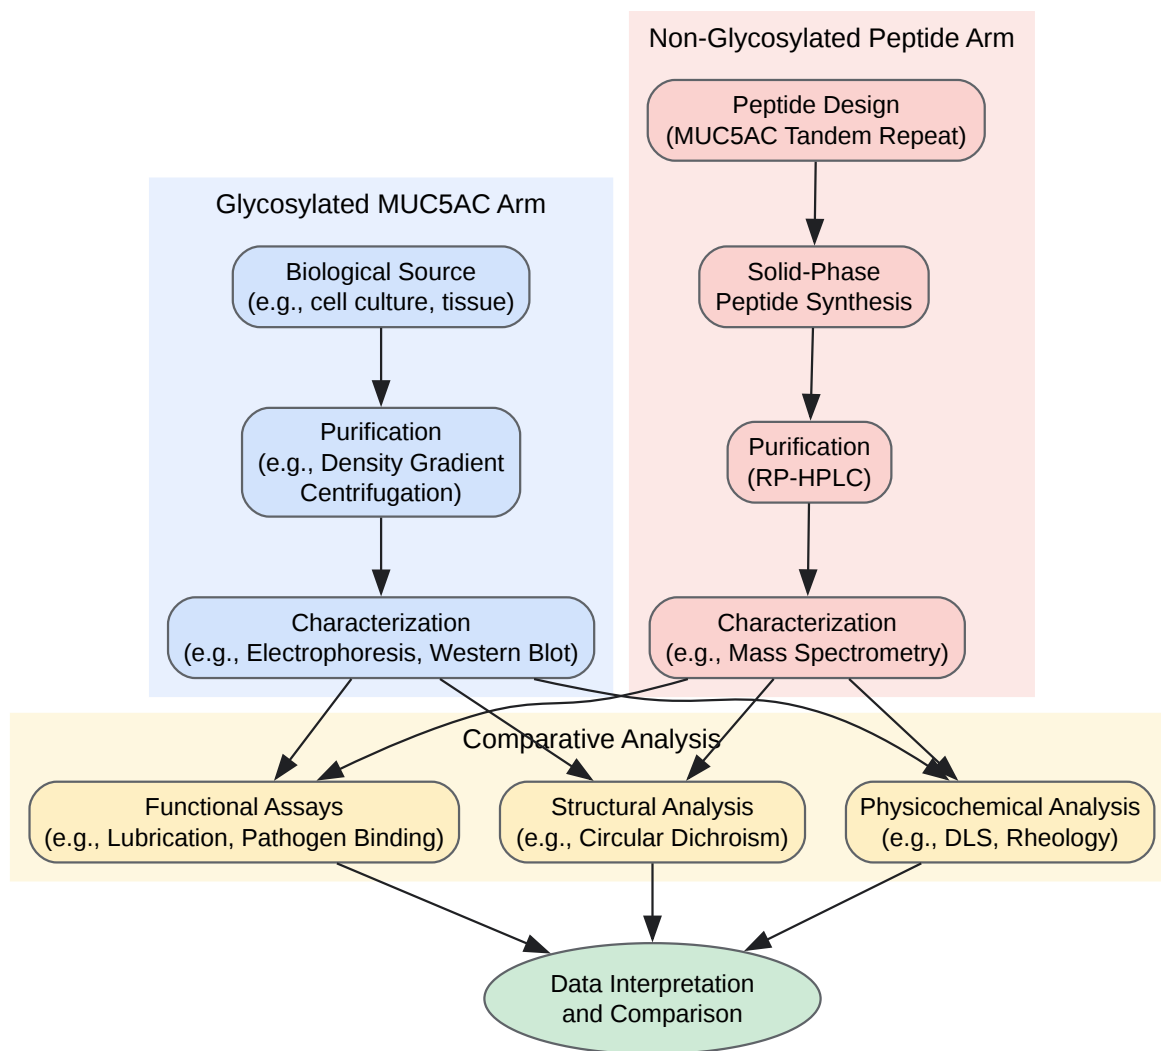 Non-Glycosylated Peptide Arm
Peptide Design
(MUC5AC Tandem Repeat)
Glycosylated MUC5AC Arm
Biological Source
(e.g., cell culture, tissue)
Solid-Phase
Peptide Synthesis
Purification
(e.g., Density Gradient
Centrifugation)
Purification
(RP-HPLC)
Characterization
(e.g., Electrophoresis, Western Blot)
Characterization
(e.g., Mass Spectrometry)
Comparative Analysis
Functional Assays
(e.g., Lubrication, Pathogen Binding)
Structural Analysis
(e.g., Circular Dichroism)
Physicochemical Analysis
(e.g., DLS, Rheology)
Data Interpretation
and Comparison